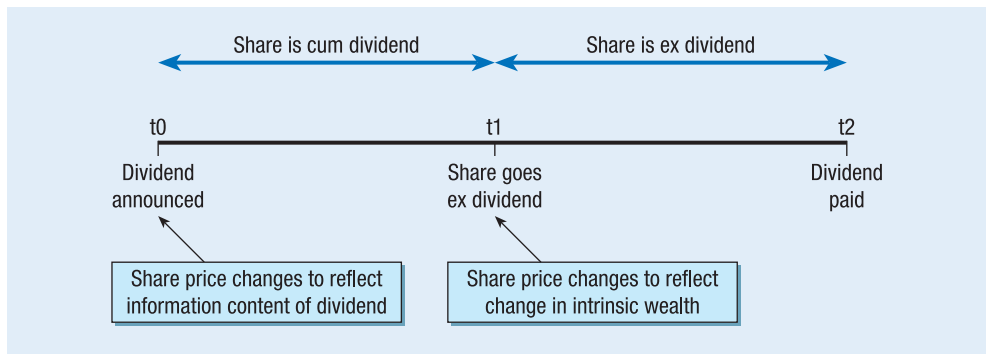 Share is cum dividend
Share is ex dividend
t0
t1
t2
Dividend
announced
Share goes
ex dividend
Dividend
paid
Share price changes to reflect
information content of dividend
Share price changes to reflect
change in intrinsic wealth